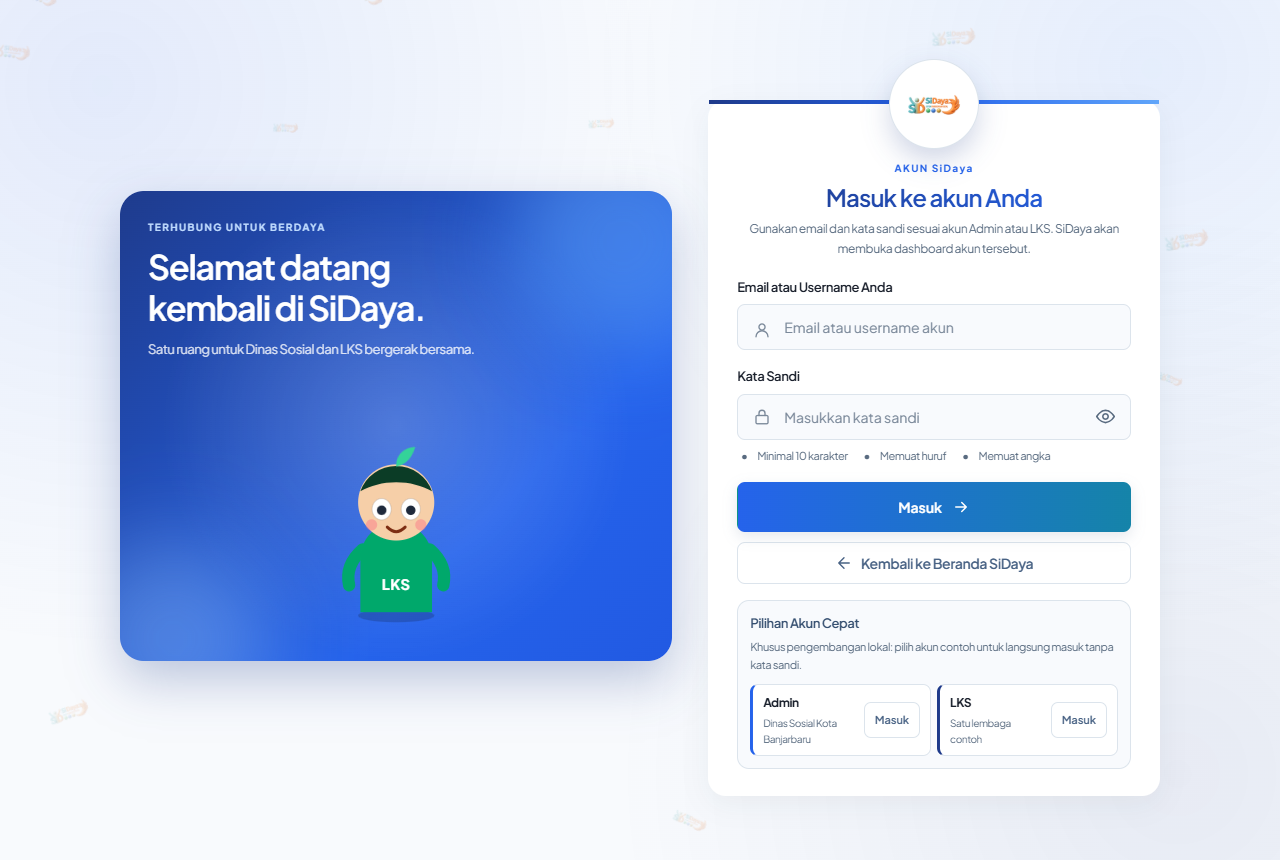 TERHUBUNG UNTUK BERDAYA
Selamat datang
kembali di SiDaya.
Satu ruang untuk Dinas Sosial dan LKS bergerak bersama.
LKS
SiDaya
AKUN SiDaya
Masuk ke akun Anda
Gunakan email dan kata sandi sesuai akun Admin atau LKS. SiDaya akan
membuka dashboard akun tersebut.
Email atau Username Anda
Email atau username akun
Kata Sandi
Masukkan kata sandi
Minimal 10 karakter
Memuat huruf
Memuat angka
Masuk
Kembali ke Beranda SiDaya
Pilihan Akun Cepat
Khusus pengembangan lokal: pilih akun contoh untuk langsung masuk tanpa
kata sandi.
Admin
Dinas Sosial Kota
Banjarbaru
Masuk
LKS
Satu lembaga
contoh
Masuk